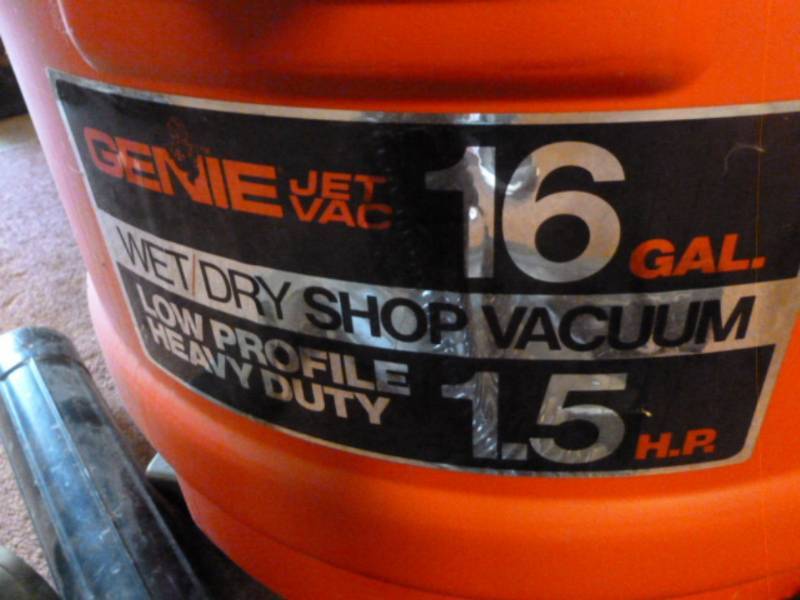 GENIE JET VAC 16 GAL.
WET/DRY SHOP VACUUM
LOW PROFILE
HEAVY DUTY
1.5 H.P.